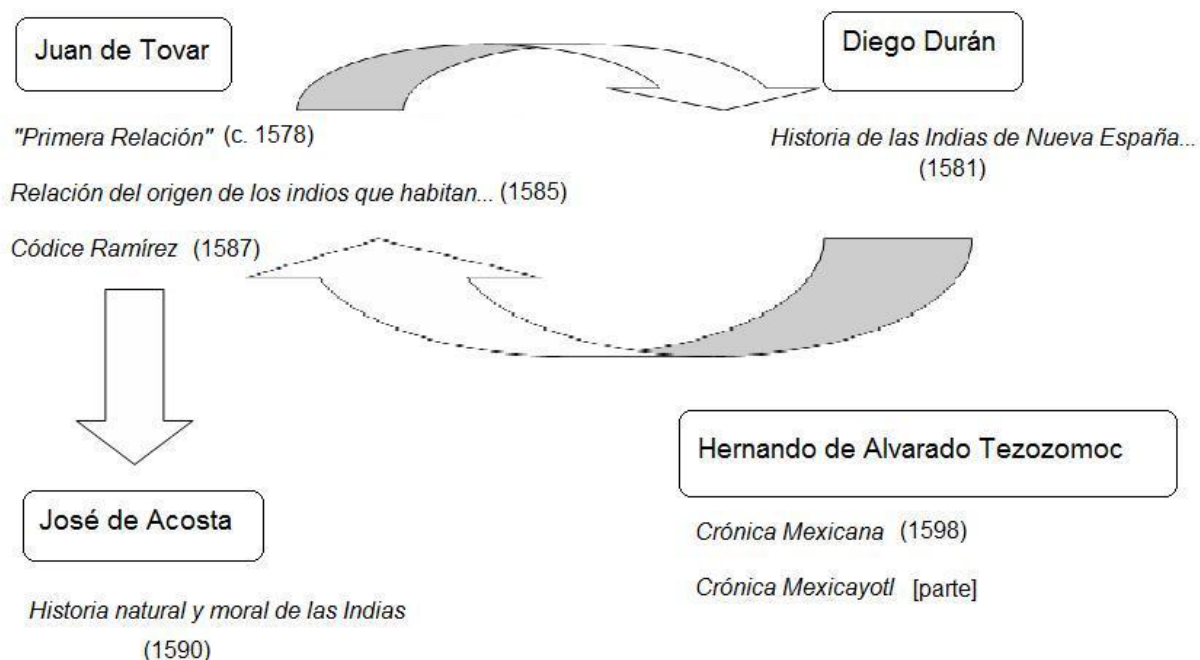 Juan de Tovar
"Primera Relación" (c. 1578)
Relación del origen de los indios que habitan... (1585)
Códice Ramírez (1587)
Diego Durán
Historia de las Indias de Nueva España...
(1581)
José de Acosta
Historia natural y moral de las Indias
(1590)
Hernando de Alvarado Tezozomoc
Crónica Mexicana (1598)
Crónica Mexicayotl [parte]